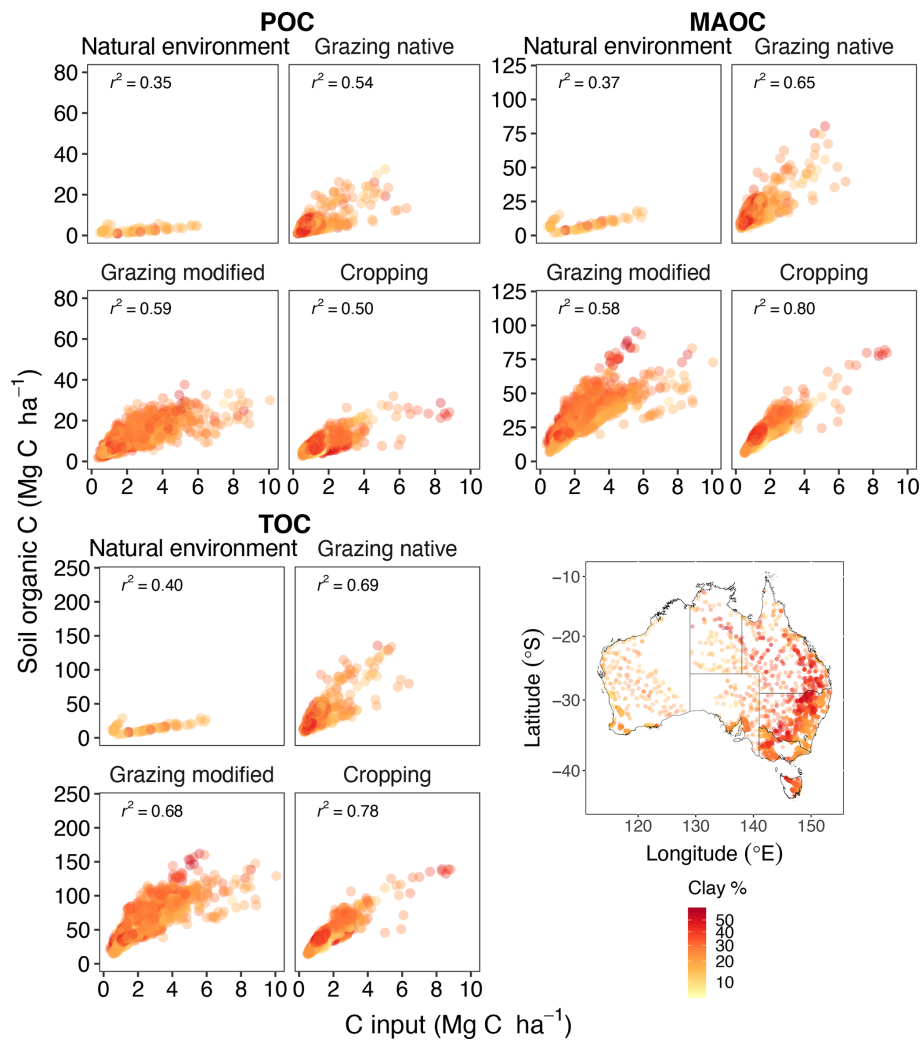 POC
MAOC
Natural environment
Grazing native
Natural environment
Grazing native
r² = 0.35
r² = 0.54
r² = 0.37
r² = 0.65
80
60
40
20
0
125
100
75
50
25
0
Grazing modified
Cropping
Grazing modified
Cropping
r² = 0.59
r² = 0.50
r² = 0.58
r² = 0.80
80
60
40
20
0
125
100
75
50
25
0
0 2 4 6 8 10
0 2 4 6 8 10
0 2 4 6 8 10
0 2 4 6 8 10
Soil organic C (Mg C ha⁻¹)
TOC
Natural environment
Grazing native
r² = 0.40
r² = 0.69
250
200
150
100
50
0
Grazing modified
Cropping
r² = 0.68
r² = 0.78
250
200
150
100
50
0
0 2 4 6 8 10
0 2 4 6 8 10
C input (Mg C ha⁻¹)
−10
−20
−30
−40
Latitude (°S)
120 130 140 150
Longitude (°E)
Clay %
50
40
30
20
10